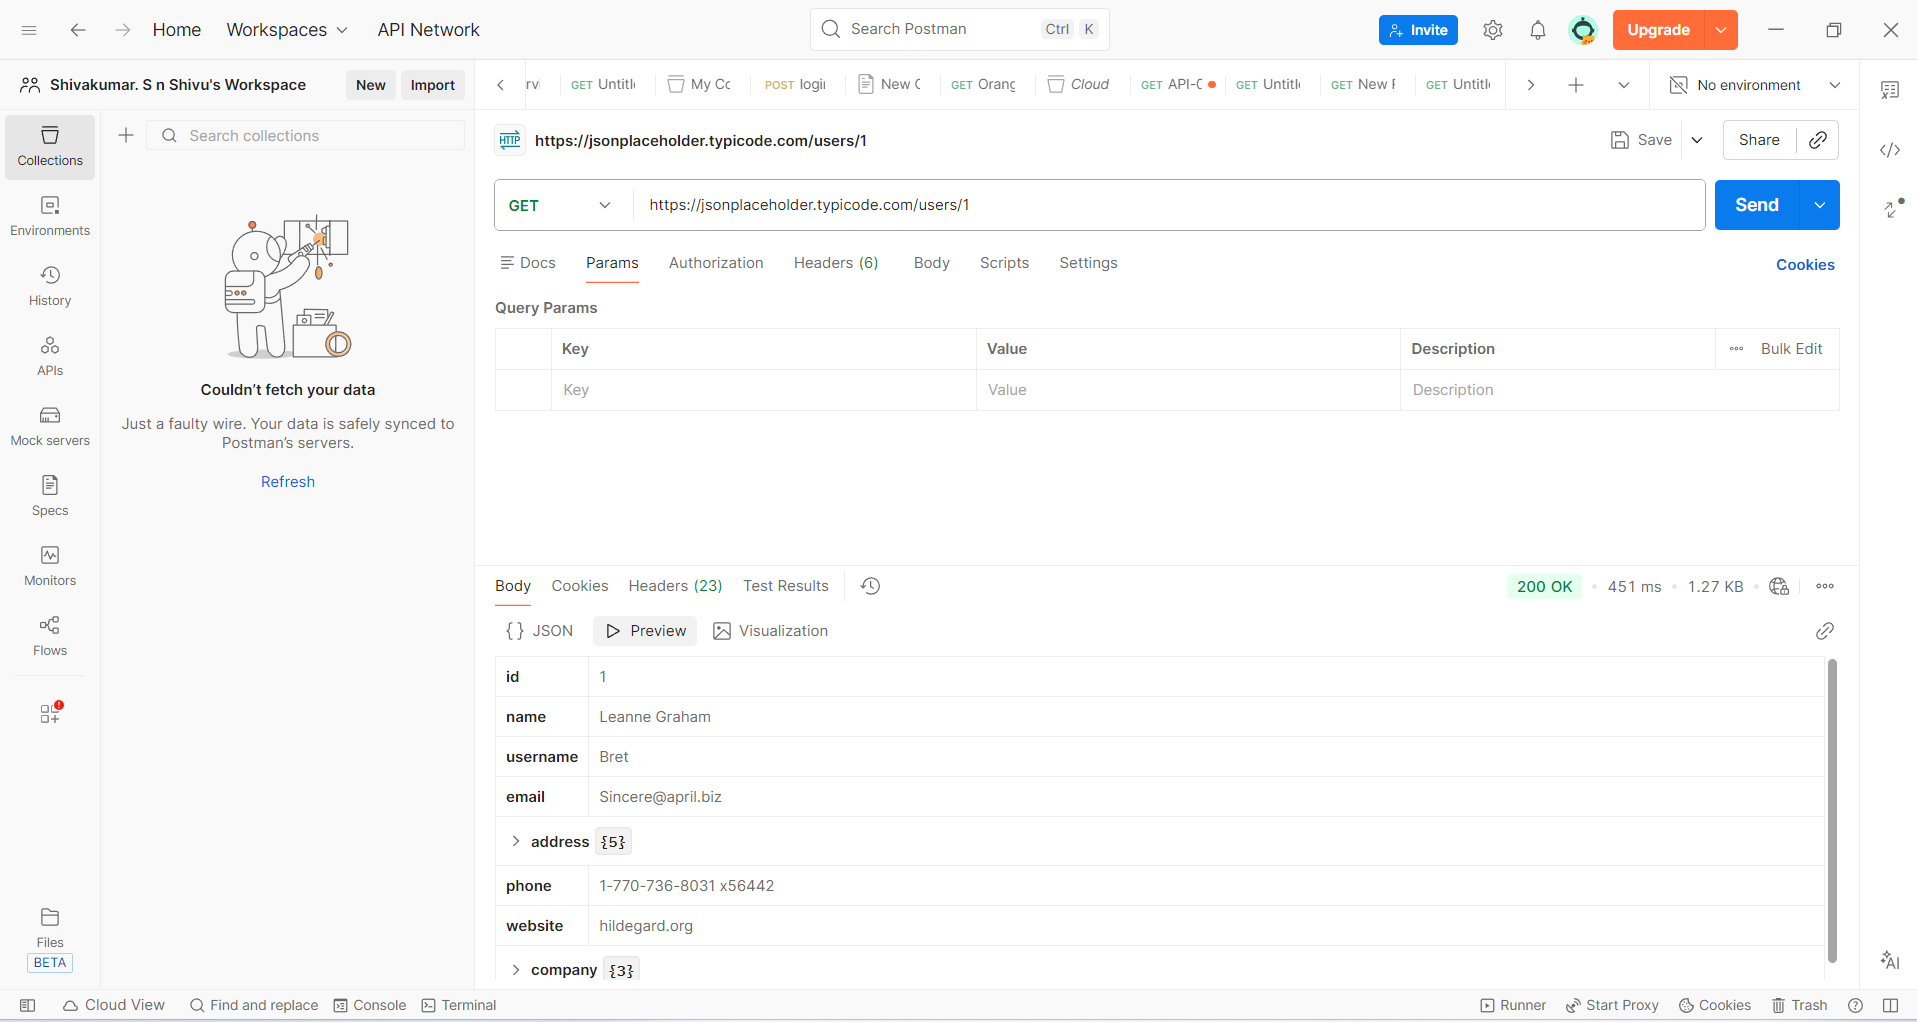 Home Workspaces API Network Search Postman Ctrl K Invite Upgrade
Shivakumar. S n Shivu's Workspace New Import
GET Untitl My Co POST login New C GET Orang Cloud GET API-C GET Untitl GET New F GET Untitl No environment
Collections
Environments
History
APIs
Mock servers
Specs
Monitors
Flows
Files
BETA
Search collections
Couldn’t fetch your data
Just a faulty wire. Your data is safely synced to
Postman’s servers.
Refresh
HTTP https://jsonplaceholder.typicode.com/users/1 Save Share
GET https://jsonplaceholder.typicode.com/users/1 Send
Docs Params Authorization Headers (6) Body Scripts Settings Cookies
Query Params
Key Value Description Bulk Edit
Key Value Description
Body Cookies Headers (23) Test Results 200 OK 451 ms 1.27 KB
{} JSON Preview Visualization
id 1
name Leanne Graham
username Bret
email Sincere@april.biz
address {5}
phone 1-770-736-8031 x56442
website hildegard.org
company {3}
AI
Cloud View Find and replace Console Terminal Runner Start Proxy Cookies Trash